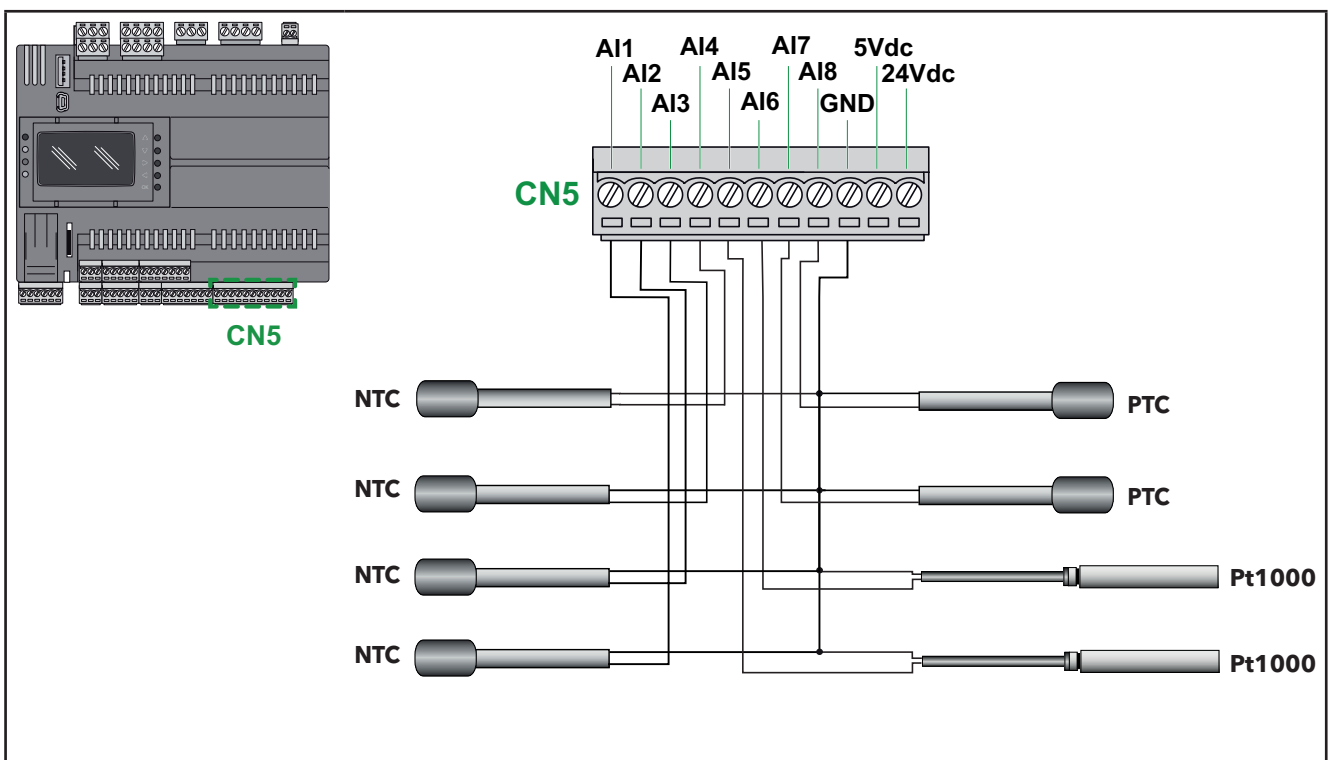 AI1 AI4 AI7 5Vdc
AI2 AI5 AI8 24Vdc
AI3 AI6 GND
CN5
CN5
NTC PTC
NTC PTC
NTC Pt1000
NTC Pt1000